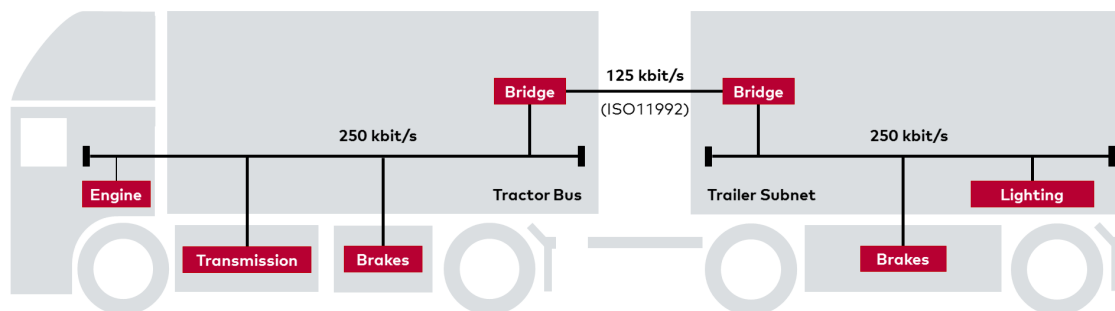 125 kbit/s
Bridge
Bridge
(ISO11992)
250 kbit/s
250 kbit/s
Engine
Tractor Bus
Trailer Subnet
Lighting
Transmission
Brakes
Brakes